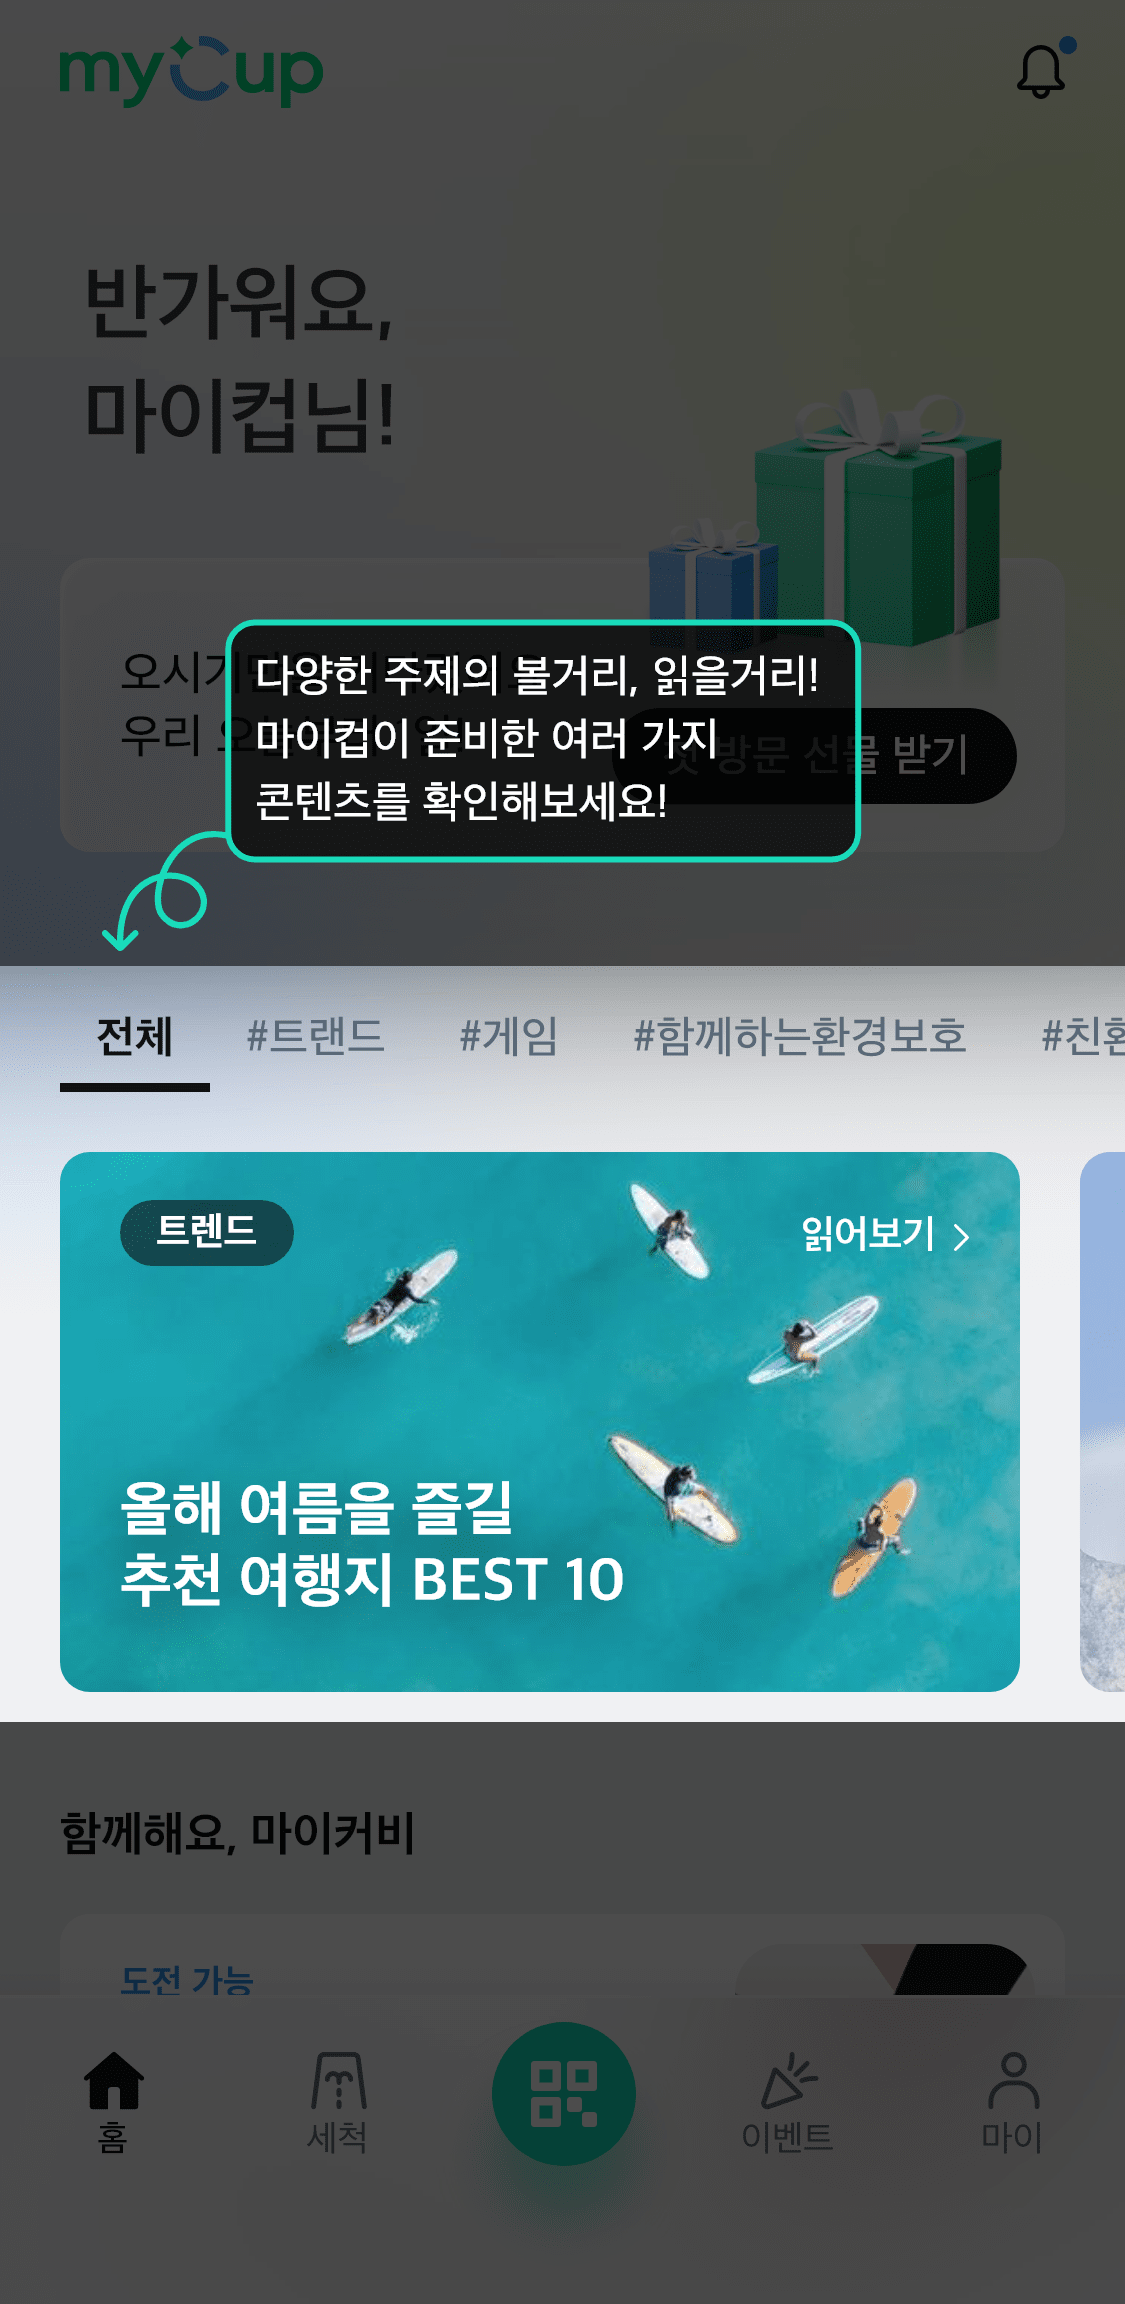 myCup
반가워요,
마이컵님!
오시기
우리 오
다양한 주제의 볼거리, 읽을거리!
마이컵이 준비한 여러 가지
콘텐츠를 확인해보세요!
첫 방문 선물 받기
전체 #트랜드 #게임 #함께하는환경보호 #친환
트렌드
읽어보기
올해 여름을 즐길
추천 여행지 BEST 10
함께해요, 마이커비
도전 가능
홈 세척 이벤트 마이